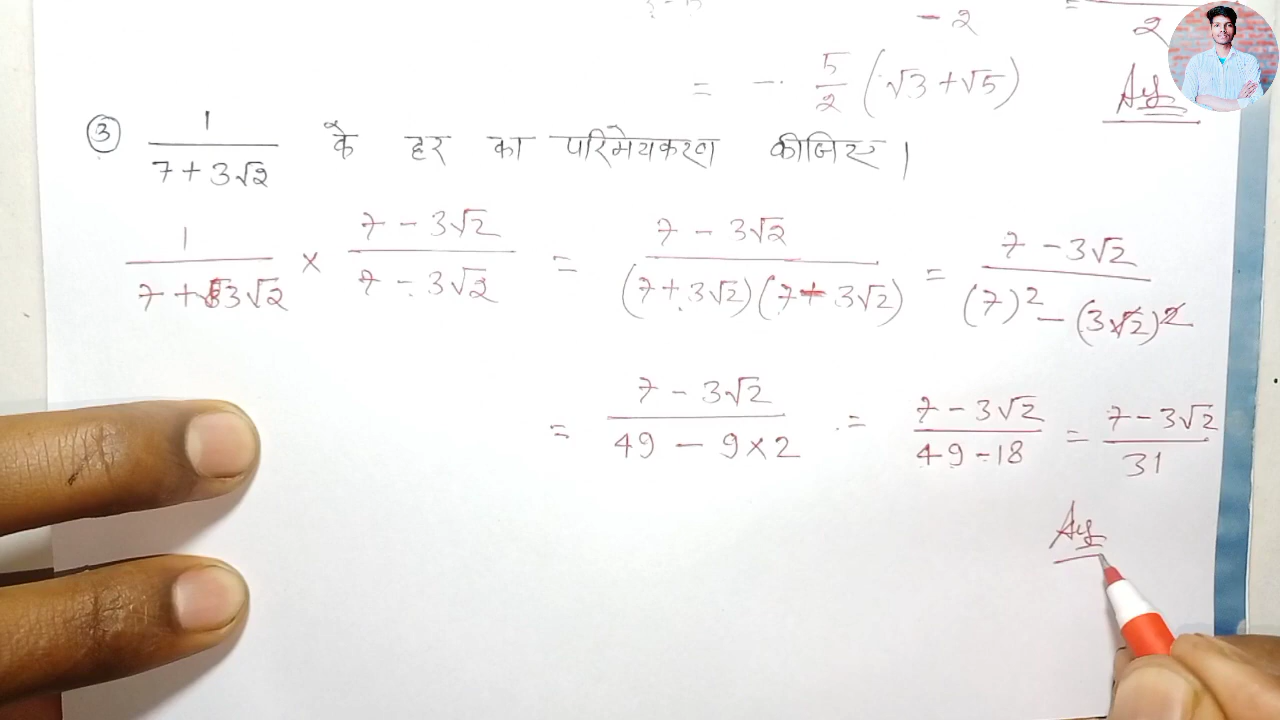 - 2 = 2
= - 5/2 (√3 + √5) Ans
③ 1/(7 + 3√2) के हर का परिमेयकरण कीजिए।
1/(7 + 3√2) × (7 - 3√2)/(7 - 3√2) = (7 - 3√2)/((7 + 3√2)(7 - 3√2)) = (7 - 3√2)/((7)² - (3√2)²)
= (7 - 3√2)/(49 - 9×2) = (7 - 3√2)/(49 - 18) = (7 - 3√2)/31
Ans